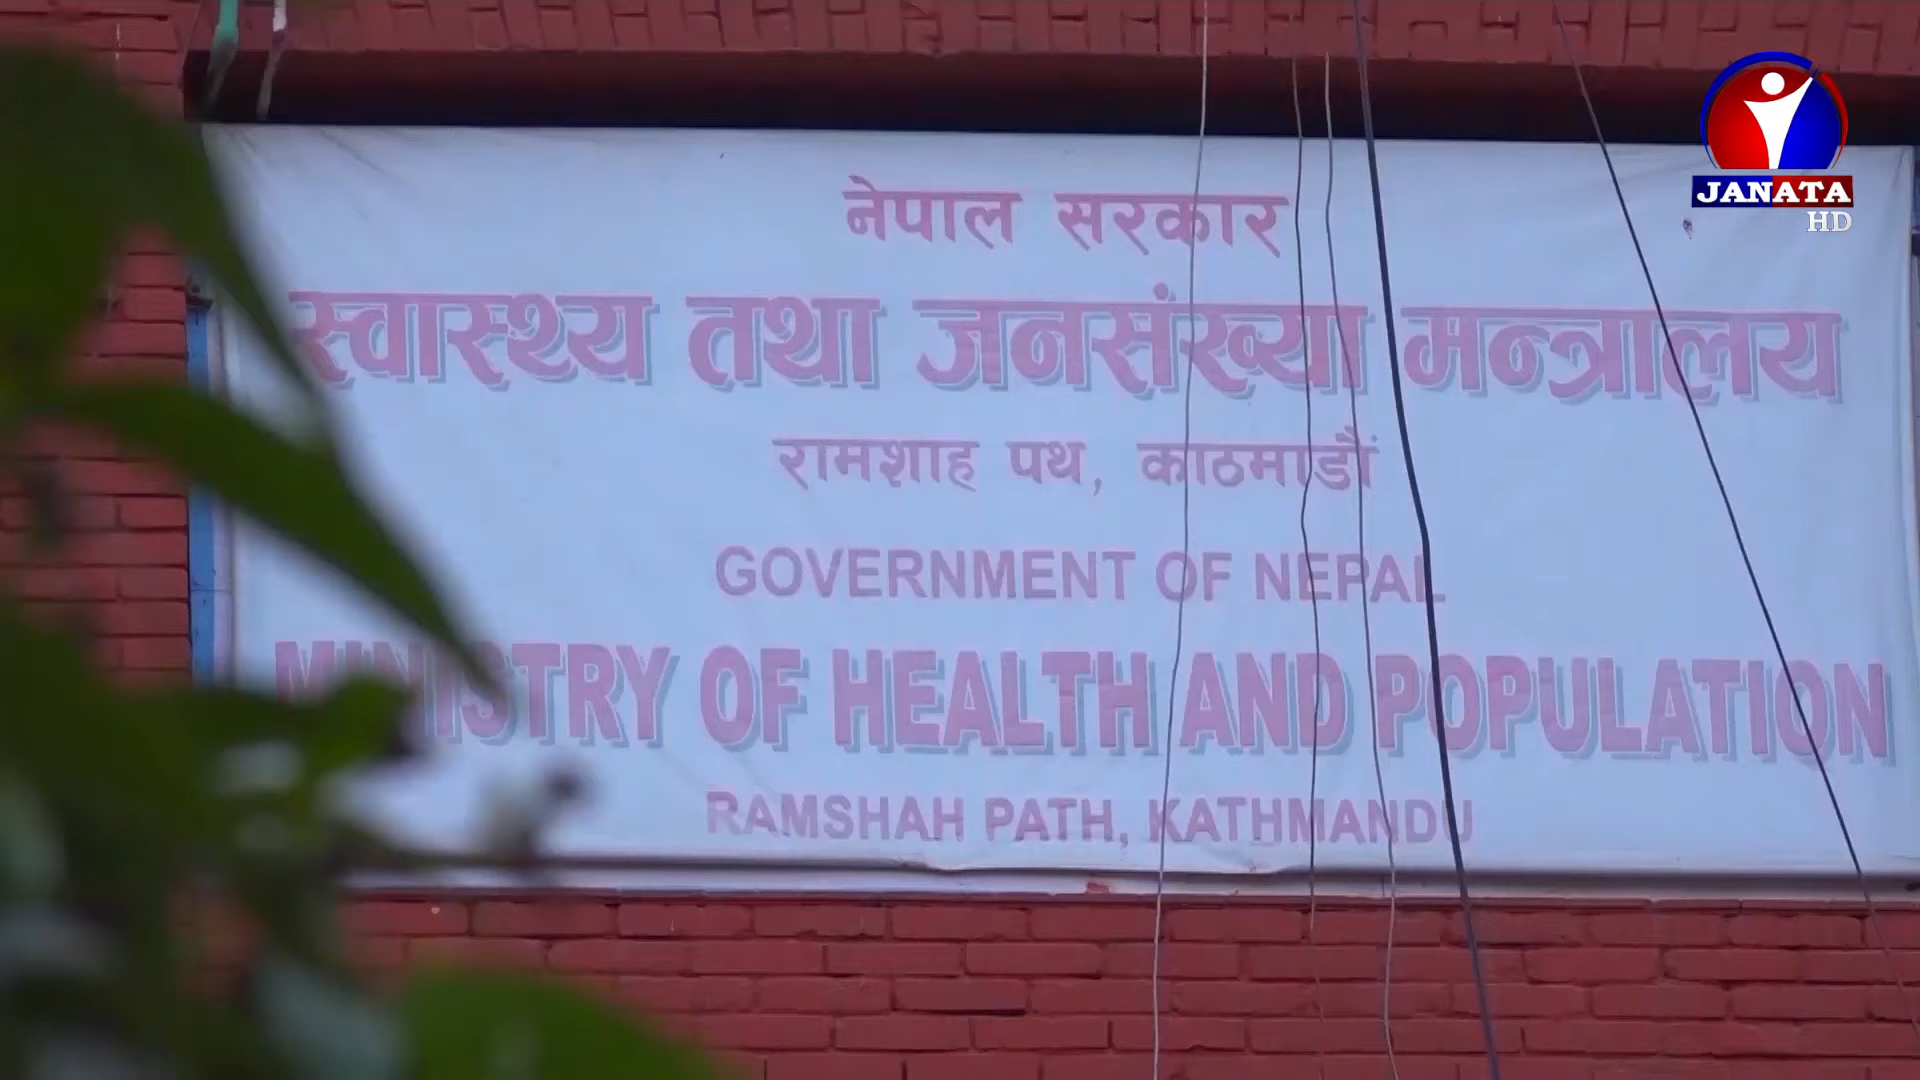 नेपाल सरकार
स्वास्थ्य तथा जनसंख्या मन्त्रालय
रामशाह पथ, काठमाडौं
GOVERNMENT OF NEPAL
MINISTRY OF HEALTH AND POPULATION
RAMSHAH PATH, KATHMANDU
JANATA
HD